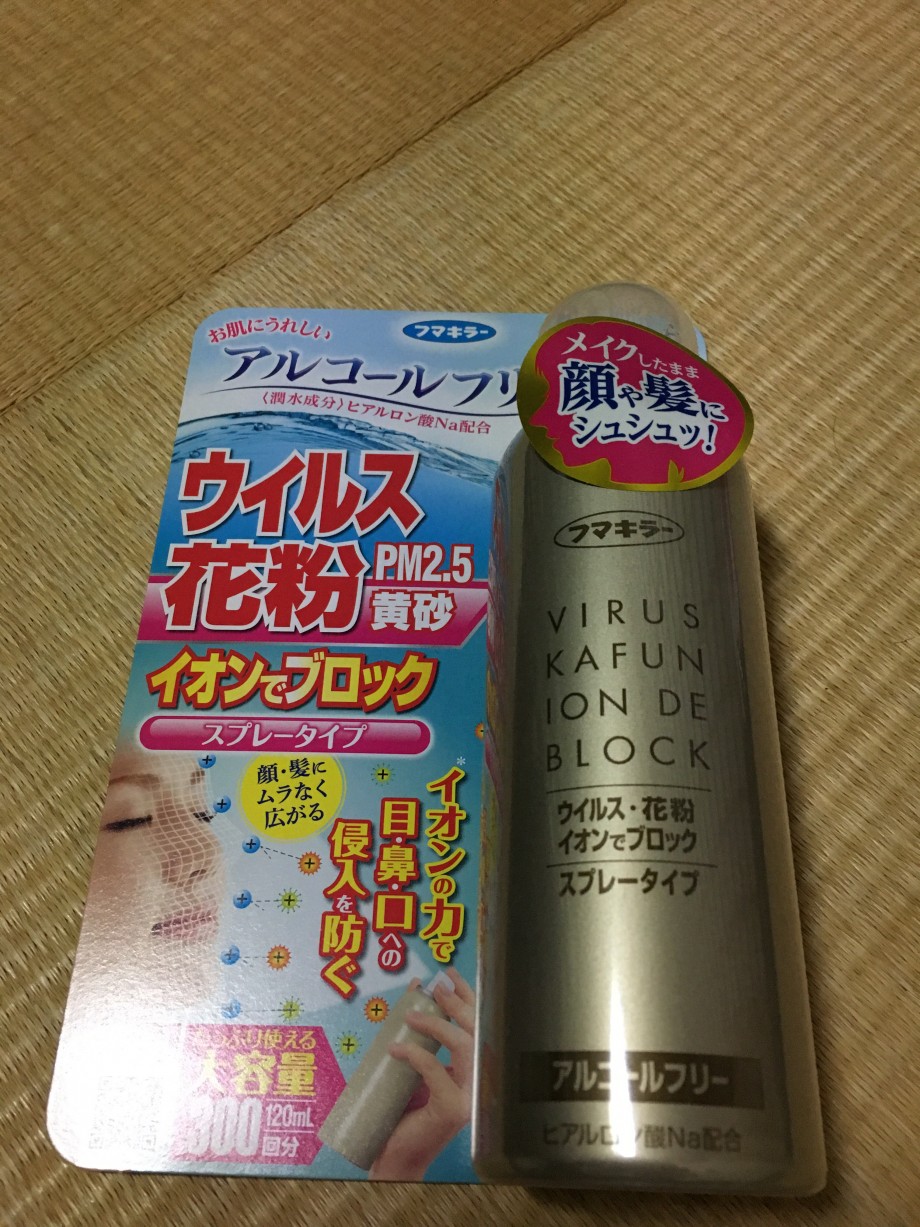 お肌にうれしい
フマキラー
アルコールフリ
〈潤水成分〉ヒアルロン酸Na配合
ウイルス
花粉
PM2.5
黄砂
イオンでブロック
スプレータイプ
顔・髪に
ムラなく
広がる
*イオンの力で
目・鼻・口への
侵入を防ぐ
たっぷり使える
大容量
300
120mL
回分
メイクしたまま
顔や髪に
シュシュッ!
フマキラー
VIRUS
KAFUN
ION DE
BLOCK
ウイルス・花粉
イオンでブロック
スプレータイプ
アルコールフリー
ヒアルロン酸Na配合